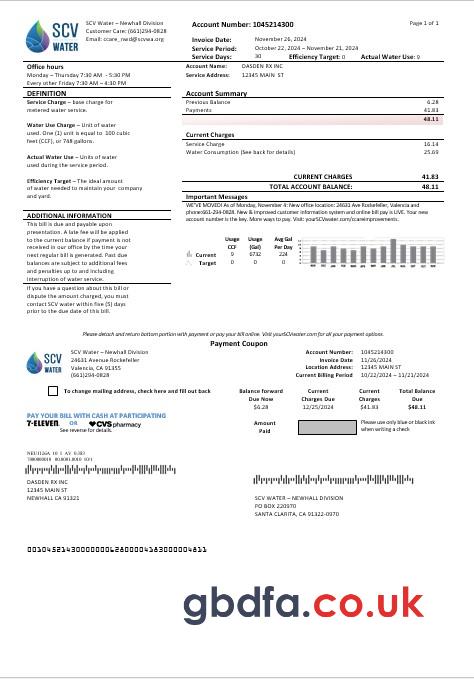 SCV WATER
SCV Water – Newhall Division
Customer Care: (661)294-0828
Email: ccare_nwd@scvwa.org
Account Number: 1045214300
Page 1 of 1
Invoice Date: November 26, 2024
Service Period: October 22, 2024 – November 21, 2024
Service Days: 30 Efficiency Target: 0 Actual Water Use: 9
Office hours
Monday – Thursday 7:30 AM - 5:30 PM
Every other Friday 7:30 AM – 4:30 PM
Account Name: DASDEN RX INC
Service Address: 12345 MAIN ST
DEFINITION
Service Charge – base charge for
metered water service.
Water Use Charge – Unit of water
used. One (1) unit is equal to 100 cubic
feet (CCF), or 748 gallons.
Actual Water Use – Units of water
used during the service period.
Efficiency Target – The ideal amount
of water needed to maintain your company
and yard.
ADDITIONAL INFORMATION
This bill is due and payable upon
presentation. A late fee will be applied
to the current balance if payment is not
received in our office by the time your
next regular bill is generated. Past due
balances are subject to additional fees
and penalties up to and including
interruption of water service.
If you have a question about this bill or
dispute the amount charged, you must
contact SCV water within five (5) days
prior to the due date of this bill.
Account Summary
Previous Balance 6.28
Payments 41.83
48.11
Current Charges
Service Charge 16.14
Water Consumption (See back for details) 25.69
CURRENT CHARGES 41.83
TOTAL ACCOUNT BALANCE: 48.11
Important Messages
WE'VE MOVED! As of Monday, November 4: New office location: 24631 Ave Rockefeller, Valencia and
phone:661-294-0828. New & improved customer information system and online bill pay is LIVE. Your new
account number is the key. More ways to pay. Visit: yourSCVwater.com/ccareimprovements.
Usage Usage Avg Gal
CCF (Gal) Per Day
Current 9 6732 224
Target 0 0 0
Please detach and return bottom portion with payment or pay your bill online. Visit yourSCVwater.com for all your payment options.
Payment Coupon
SCV WATER
SCV Water – Newhall Division
24631 Avenue Rockefeller
Valencia, CA 91355
(661)294-0828
Account Number: 1045214300
Invoice Date 11/26/2024
Location Address: 12345 MAIN ST
Current Billing Period 10/22/2024 – 11/21/2024
To change mailing address, check here and fill out back
Balance forward Current Current Total Balance
Due Now Charges Due Charges Due
$6.28 12/25/2024 $41.83 $48.11
PAY YOUR BILL WITH CASH AT PARTICIPATING
7-ELEVEN OR CVS pharmacy
See reverse for details.
Amount
Paid
Please use only blue or black ink
when writing a check
DASDEN RX INC
12345 MAIN ST
NEWHALL CA 91321
SCV WATER – NEWHALL DIVISION
PO BOX 220970
SANTA CLARITA, CA 91322-0970
gbdfa.co.uk